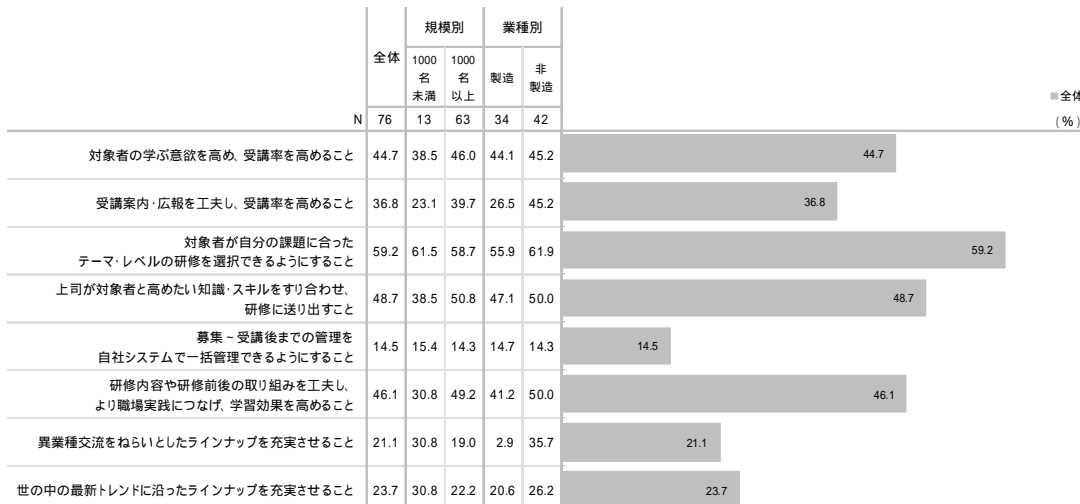 規模別 業種別
全体 1000名未満 1000名以上 製造 非製造
■全体
(%)
N 76 13 63 34 42
対象者の学ぶ意欲を高め、受講率を高めること 44.7 38.5 46.0 44.1 45.2 44.7
受講案内・広報を工夫し、受講率を高めること 36.8 23.1 39.7 26.5 45.2 36.8
対象者が自分の課題に合った
テーマ・レベルの研修を選択できるようにすること 59.2 61.5 58.7 55.9 61.9 59.2
上司が対象者と高めたい知識・スキルをすり合わせ、
研修に送り出すこと 48.7 38.5 50.8 47.1 50.0 48.7
募集~受講後までの管理を
自社システムで一括管理できるようにすること 14.5 15.4 14.3 14.7 14.3 14.5
研修内容や研修前後の取り組みを工夫し、
より職場実践につなげ、学習効果を高めること 46.1 30.8 49.2 41.2 50.0 46.1
異業種交流をねらいとしたラインナップを充実させること 21.1 30.8 19.0 2.9 35.7 21.1
世の中の最新トレンドに沿ったラインナップを充実させること 23.7 30.8 22.2 20.6 26.2 23.7